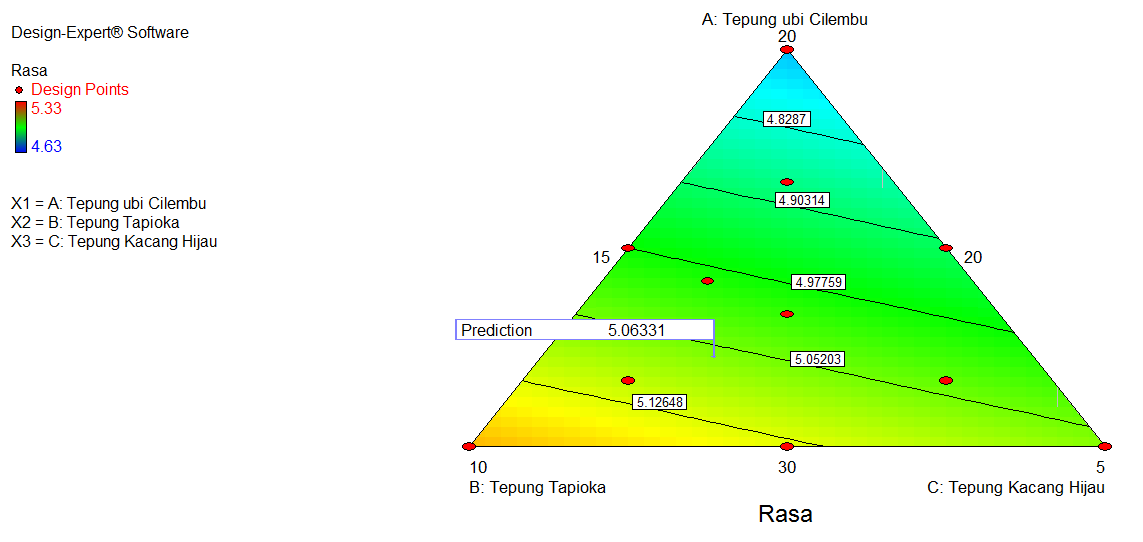 Design-Expert® Software
Rasa
Design Points
5.33
4.63
X1 = A: Tepung ubi Cilembu
X2 = B: Tepung Tapioka
X3 = C: Tepung Kacang Hijau
A: Tepung ubi Cilembu
20
4.8287
4.90314
15
20
4.97759
Prediction 5.06331
5.05203
5.12648
10
30
5
B: Tepung Tapioka
C: Tepung Kacang Hijau
Rasa